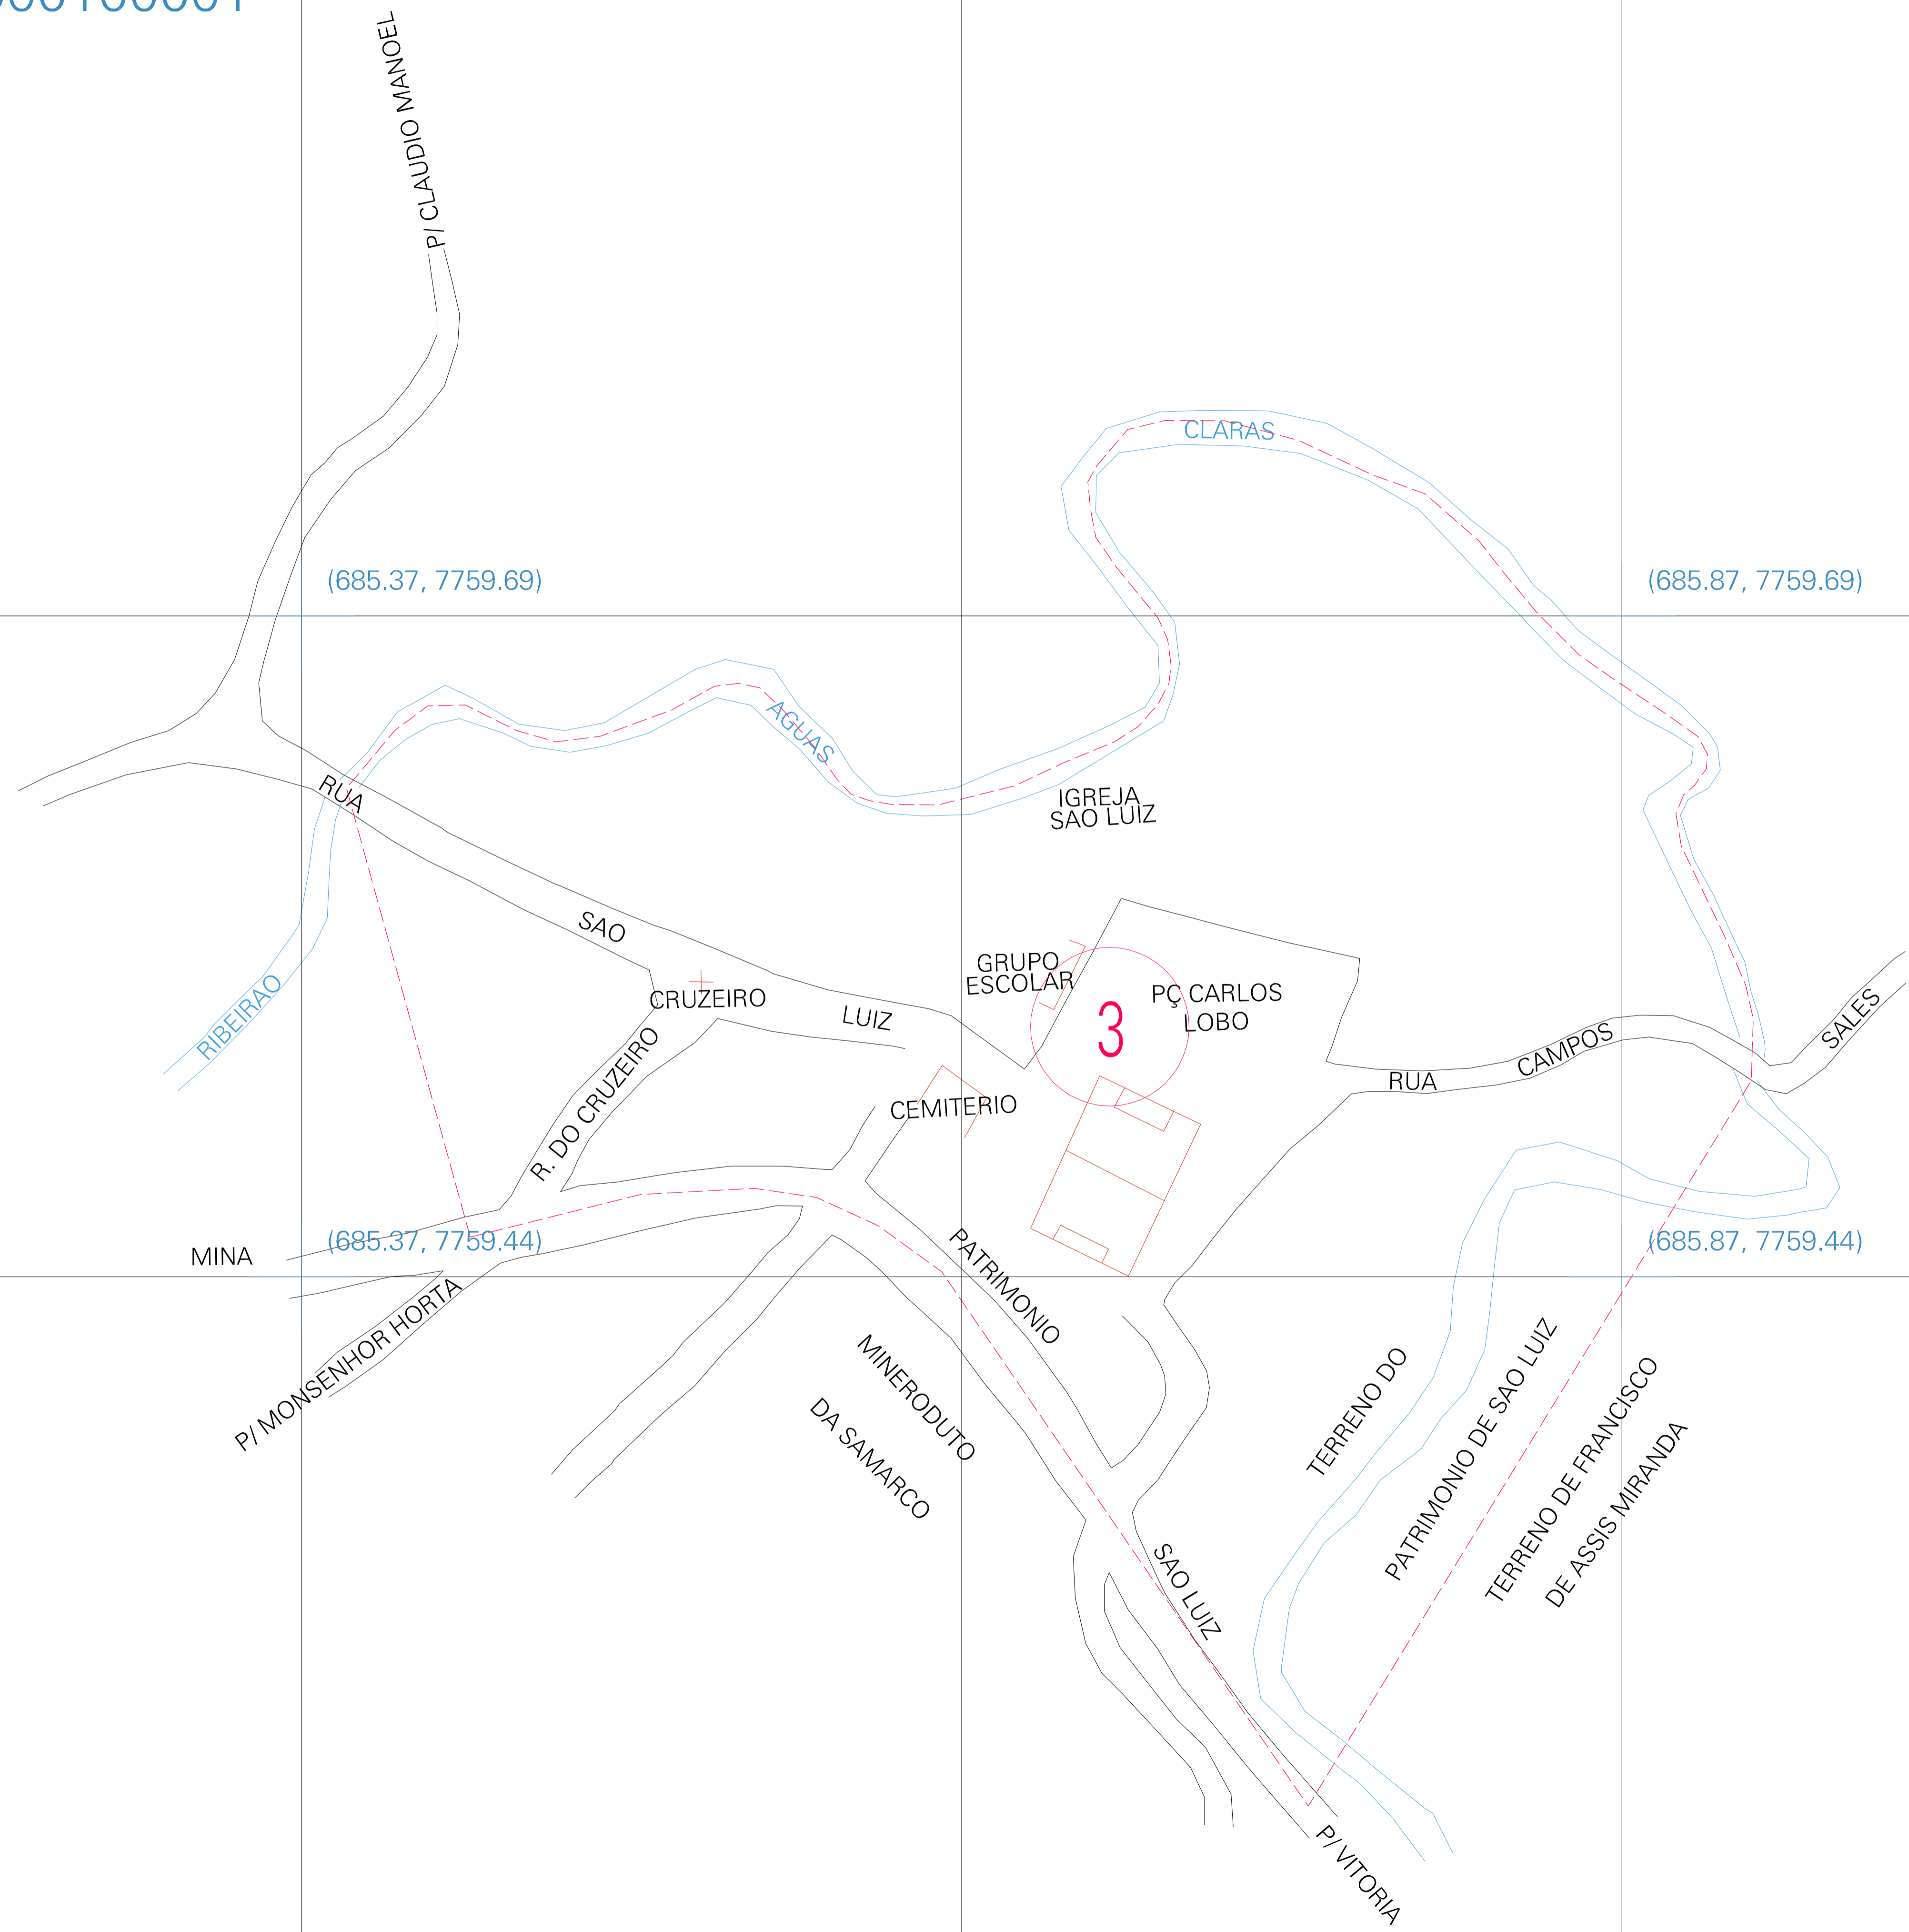 P/ CLAUDIO MANOEL
CLARAS
(685.37, 7759.69)
(685.87, 7759.69)
AGUAS
RUA
IGREJA
SAO LUIZ
SAO
GRUPO
ESCOLAR
PÇ CARLOS
LOBO
3
CRUZEIRO
LUIZ
RIBEIRAO
SALES
CAMPOS
RUA
R. DO CRUZEIRO
CEMITERIO
MINA
(685.37, 7759.44)
(685.87, 7759.44)
PATRIMONIO
P/ MONSENHOR HORTA
MINERODUTO
DA SAMARCO
TERRENO DO
PATRIMONIO DE SAO LUIZ
TERRENO DE FRANCISCO
DE ASSIS MIRANDA
SAO LUIZ
P/ VITORIA